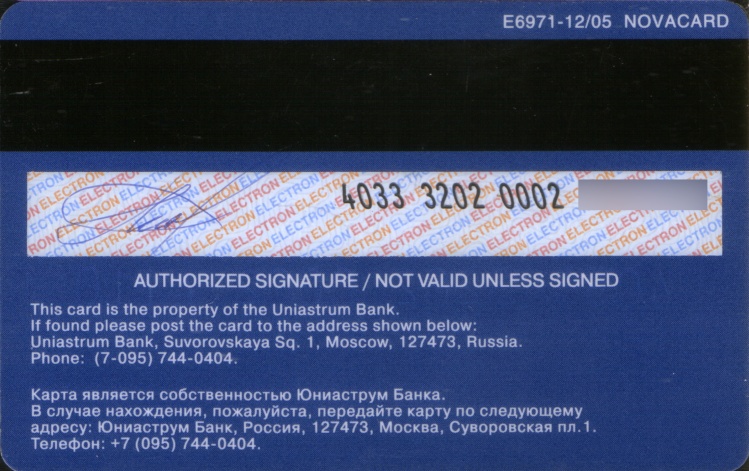 E6971-12/05 NOVACARD
ELECTRON
4033 3202 0002
AUTHORIZED SIGNATURE / NOT VALID UNLESS SIGNED
This card is the property of the Uniastrum Bank.
If found please post the card to the address shown below:
Uniastrum Bank, Suvorovskaya Sq. 1, Moscow, 127473, Russia.
Phone: (7-095) 744-0404.
Карта является собственностью Юниаструм Банка.
В случае нахождения, пожалуйста, передайте карту по следующему
адресу: Юниаструм Банк, Россия, 127473, Москва, Суворовская пл.1.
Телефон: +7 (095) 744-0404.